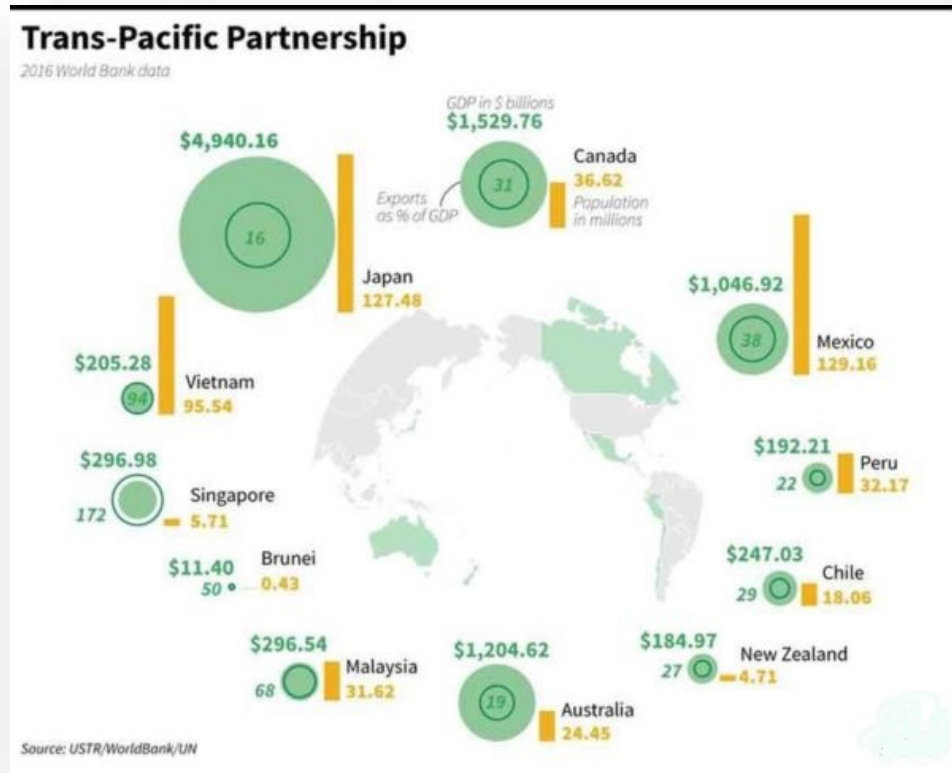 Trans-Pacific Partnership
2016 World Bank data
GDP in $ billions
$1,529.76
Canada
31
36.62
Exports
as % of GDP
Population
in millions
$4,940.16
16
Japan
127.48
$1,046.92
38
Mexico
129.16
$205.28
94
Vietnam
95.54
$192.21
22
Peru
32.17
$296.98
172
Singapore
5.71
$247.03
29
Chile
18.06
$11.40
50
Brunei
0.43
$296.54
68
Malaysia
31.62
$1,204.62
19
Australia
24.45
$184.97
27
New Zealand
4.71
Source: USTR/WorldBank/UN